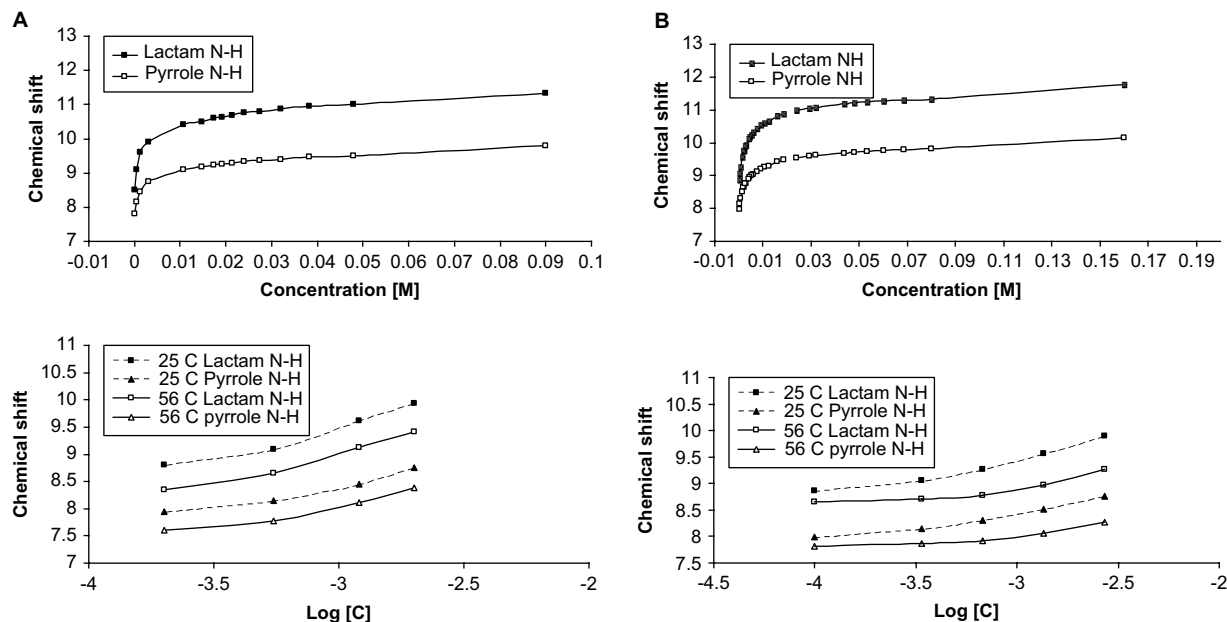 A
Chemical shift
13
12
11
10
9
8
7
Lactam N-H
Pyrrole N-H
-0.01 0 0.01 0.02 0.03 0.04 0.05 0.06 0.07 0.08 0.09 0.1
Concentration [M]
B
Chemical shift
13
12
11
10
9
8
7
Lactam NH
Pyrrole NH
-0.01 0.01 0.03 0.05 0.07 0.09 0.11 0.13 0.15 0.17 0.19
Concentration [M]
Chemical shift
11
10.5
10
9.5
9
8.5
8
7.5
7
25 C Lactam N-H
25 C Pyrrole N-H
56 C Lactam N-H
56 C pyrrole N-H
-4 -3.5 -3 -2.5 -2
Log [C]
Chemical shift
11
10.5
10
9.5
9
8.5
8
7.5
25 C Lactam N-H
25 C Pyrrole N-H
56 C Lactam N-H
56 C pyrrole N-H
-4.5 -4 -3.5 -3 -2.5 -2
Log [C]